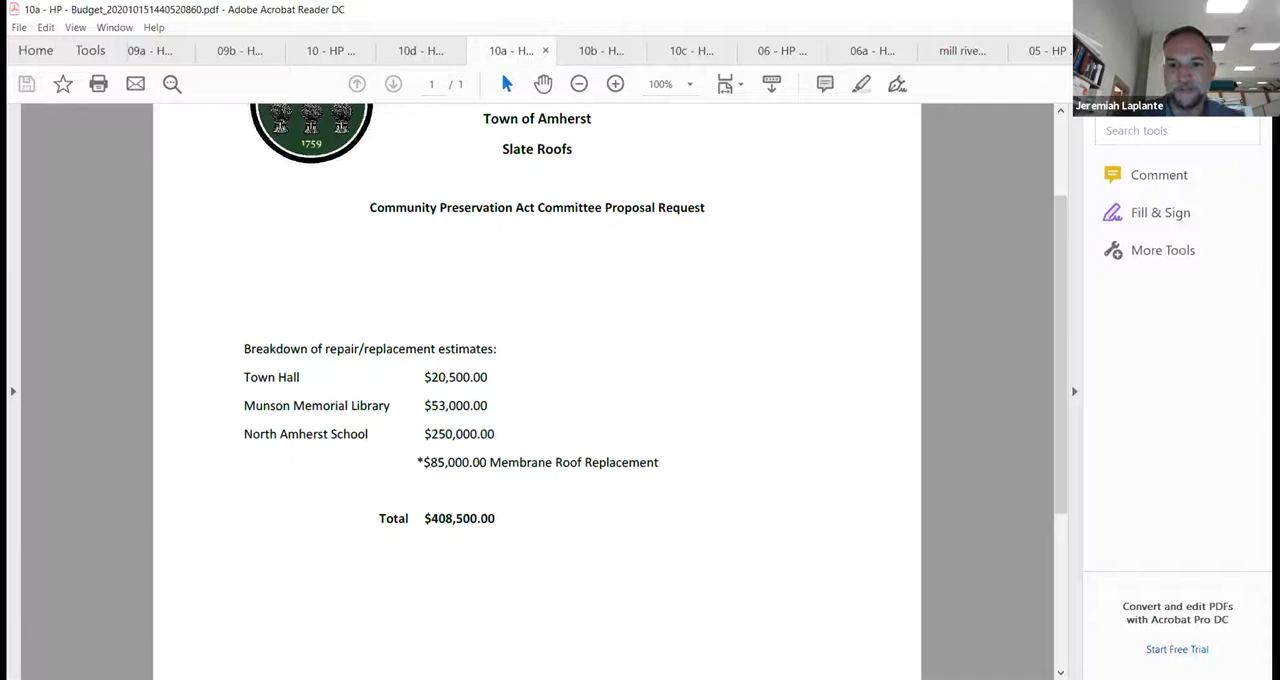 10a - HP - Budget_202010151440520860.pdf - Adobe Acrobat Reader DC
File Edit View Window Help
Home Tools 09a - H... 09b - H... 10 - HP ... 10d - H... 10a - H... × 10b - H... 10c - H... 06 - HP ... 06a - H... mill rive... 05 - HP
1 / 1 100%
Jeremiah Laplante
Search tools
Comment
Fill & Sign
More Tools
1759
Town of Amherst
Slate Roofs
Community Preservation Act Committee Proposal Request
Breakdown of repair/replacement estimates:
Town Hall $20,500.00
Munson Memorial Library $53,000.00
North Amherst School $250,000.00
*$85,000.00 Membrane Roof Replacement
Total $408,500.00
Convert and edit PDFs
with Acrobat Pro DC
Start Free Trial